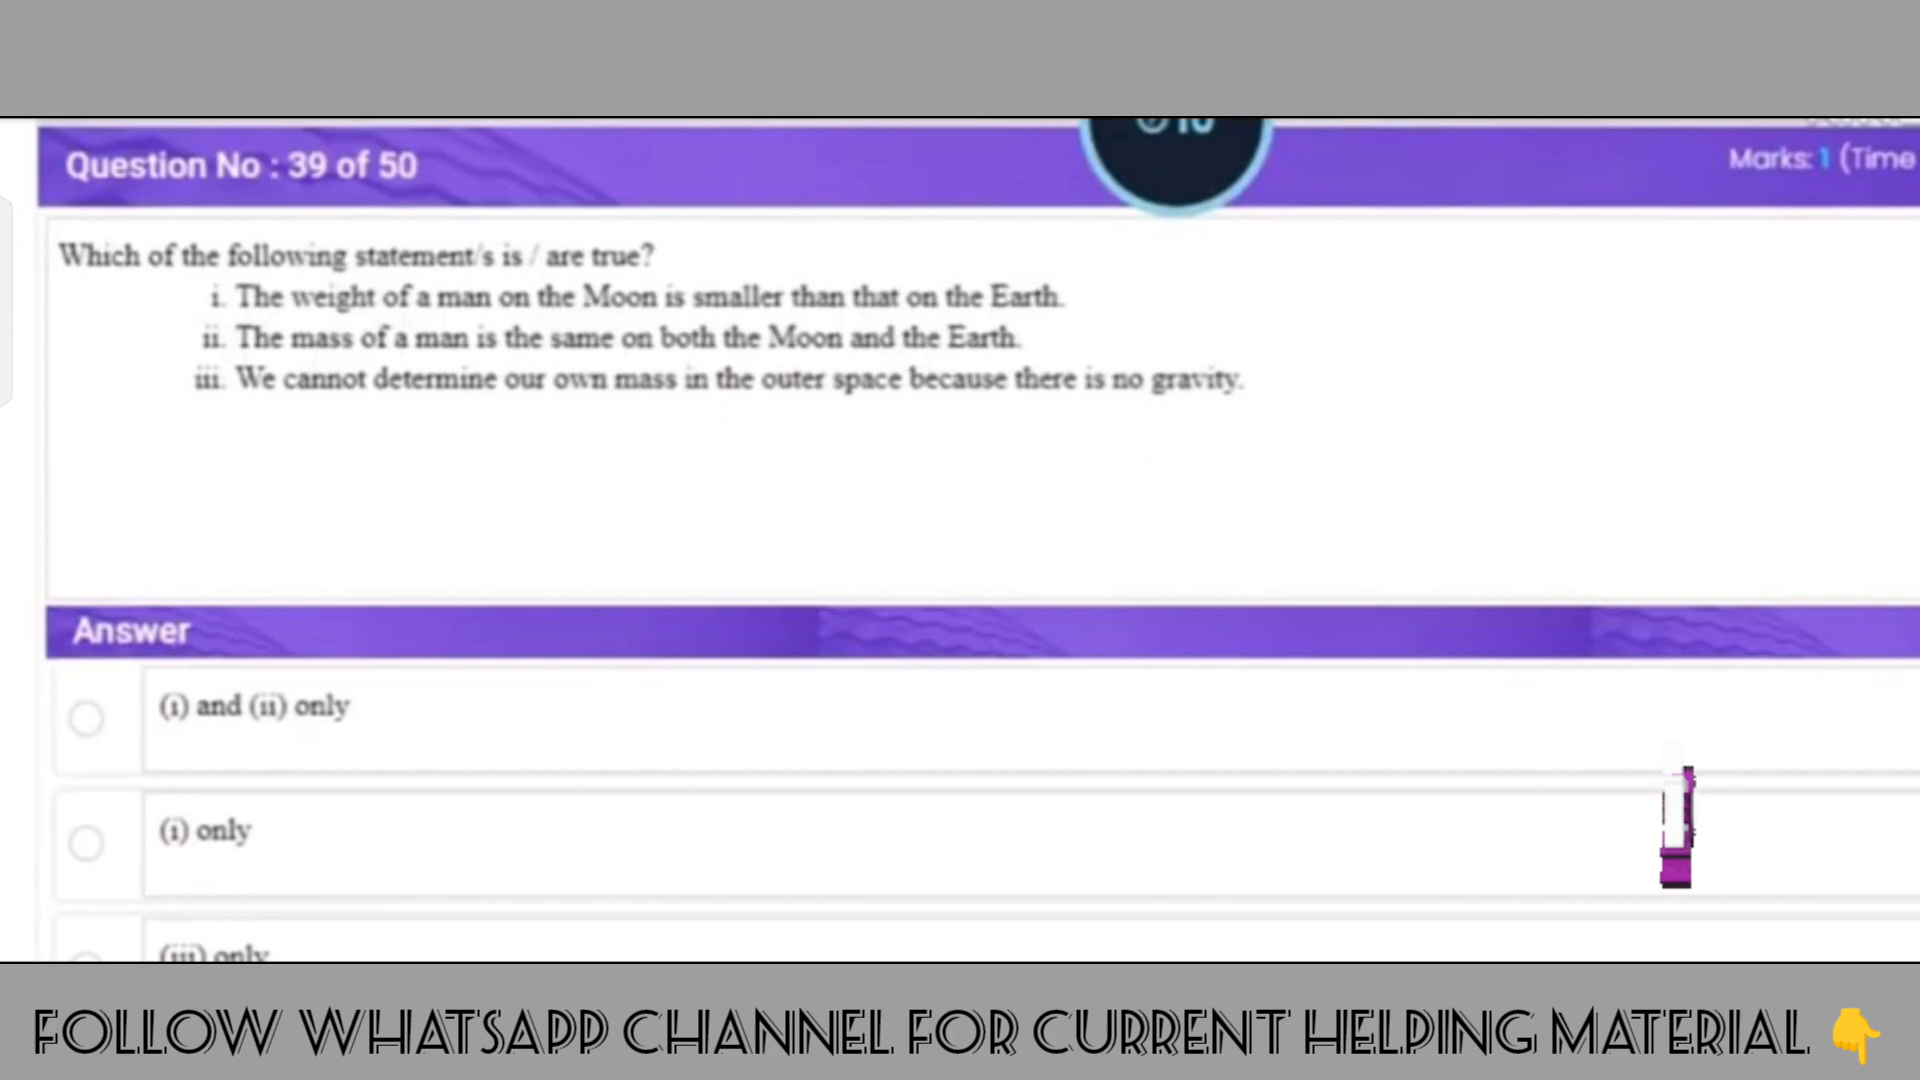 Question No : 39 of 50
Marks: 1 (Time
Which of the following statement/s is / are true?
i. The weight of a man on the Moon is smaller than that on the Earth.
ii. The mass of a man is the same on both the Moon and the Earth.
iii. We cannot determine our own mass in the outer space because there is no gravity.
Answer
(i) and (ii) only
(i) only
(iii) only
FOLLOW WHATSAPP CHANNEL FOR CURRENT HELPING MATERIAL 👇